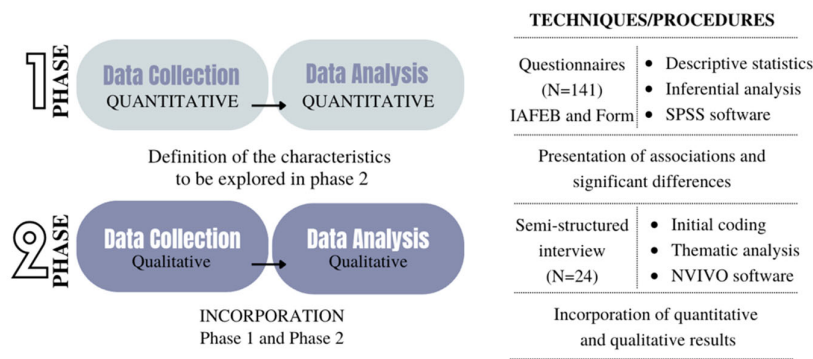 TECHNIQUES/PROCEDURES
1
PHASE
Data Collection
QUANTITATIVE
Data Analysis
QUANTITATIVE
Questionnaires
(N=141)
IAFEB and Form
• Descriptive statistics
• Inferential analysis
• SPSS software
Definition of the characteristics
to be explored in phase 2
Presentation of associations and
significant differences
2
PHASE
Data Collection
Qualitative
Data Analysis
Qualitative
Semi-structured
interview
(N=24)
• Initial coding
• Thematic analysis
• NVIVO software
INCORPORATION
Phase 1 and Phase 2
Incorporation of quantitative
and qualitative results